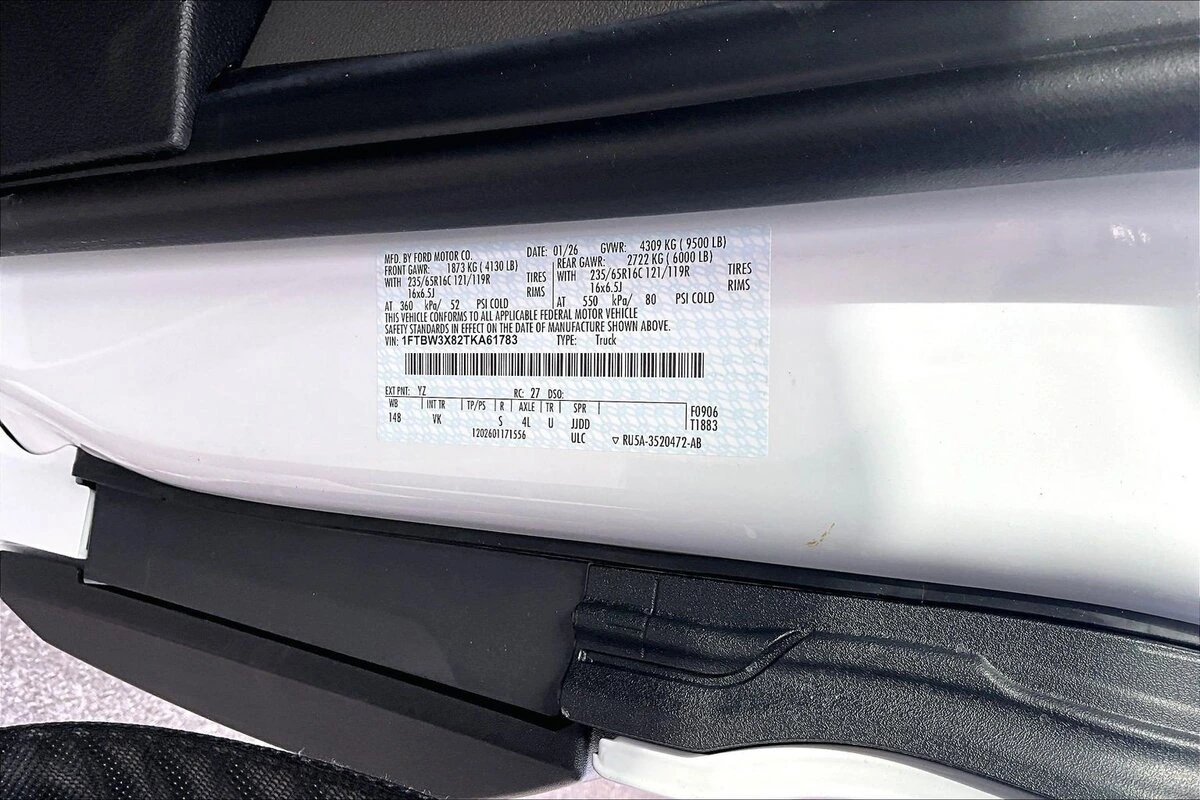 MFD. BY FORD MOTOR CO. DATE: 01/26 GVWR: 4309 KG ( 9500 LB)
FRONT GAWR: 1873 KG ( 4130 LB) REAR GAWR: 2722 KG ( 6000 LB)
WITH 235/65R16C 121/119R TIRES WITH 235/65R16C 121/119R TIRES
16x6.5J RIMS 16x6.5J RIMS
AT 360 kPa/ 52 PSI COLD AT 550 kPa/ 80 PSI COLD
THIS VEHICLE CONFORMS TO ALL APPLICABLE FEDERAL MOTOR VEHICLE
SAFETY STANDARDS IN EFFECT ON THE DATE OF MANUFACTURE SHOWN ABOVE.
VIN: 1FTBW3X82TKA61783 TYPE: Truck
EXT PNT: YZ RC: 27 DSO:
WB INT TR TP/PS R AXLE TR SPR F0906
148 VK S 4L U JJDD T1883
1202601171556 ULC RU5A-3520472-AB